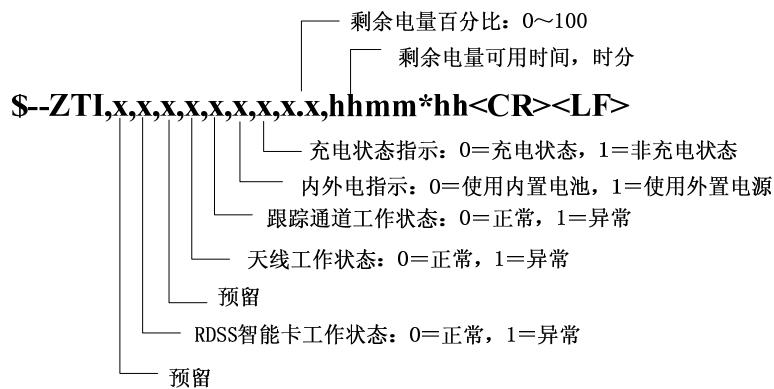 剩余电量百分比：0～100
剩余电量可用时间，时分
$--ZTI,x,x,x,x,x,x,x,x.x,hhmm*hh<CR><LF>
充电状态指示：0＝充电状态，1＝非充电状态
内外电指示：0＝使用内置电池，1＝使用外置电源
跟踪通道工作状态：0＝正常，1＝异常
天线工作状态：0＝正常，1＝异常
预留
RDSS智能卡工作状态：0＝正常，1＝异常
预留